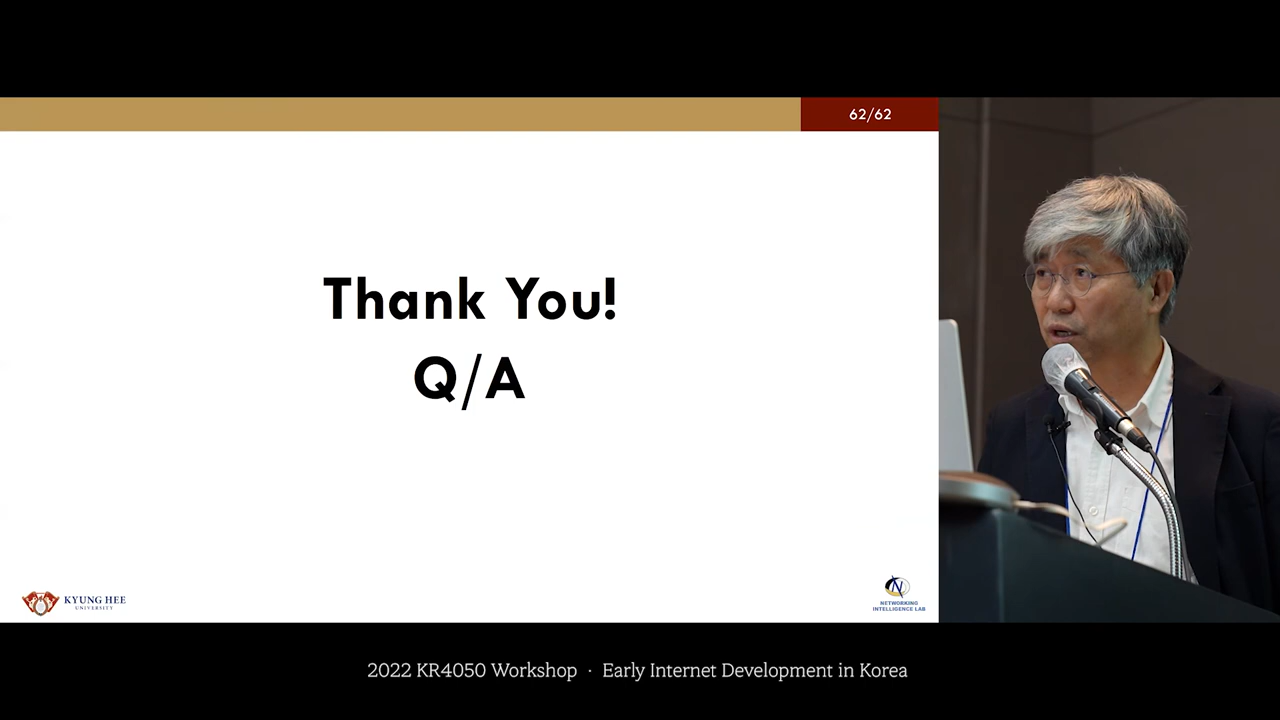 62/62
Thank You!
Q/A
KYUNG HEE
UNIVERSITY
NETWORKING
INTELLIGENCE LAB
2022 KR4050 Workshop · Early Internet Development in Korea